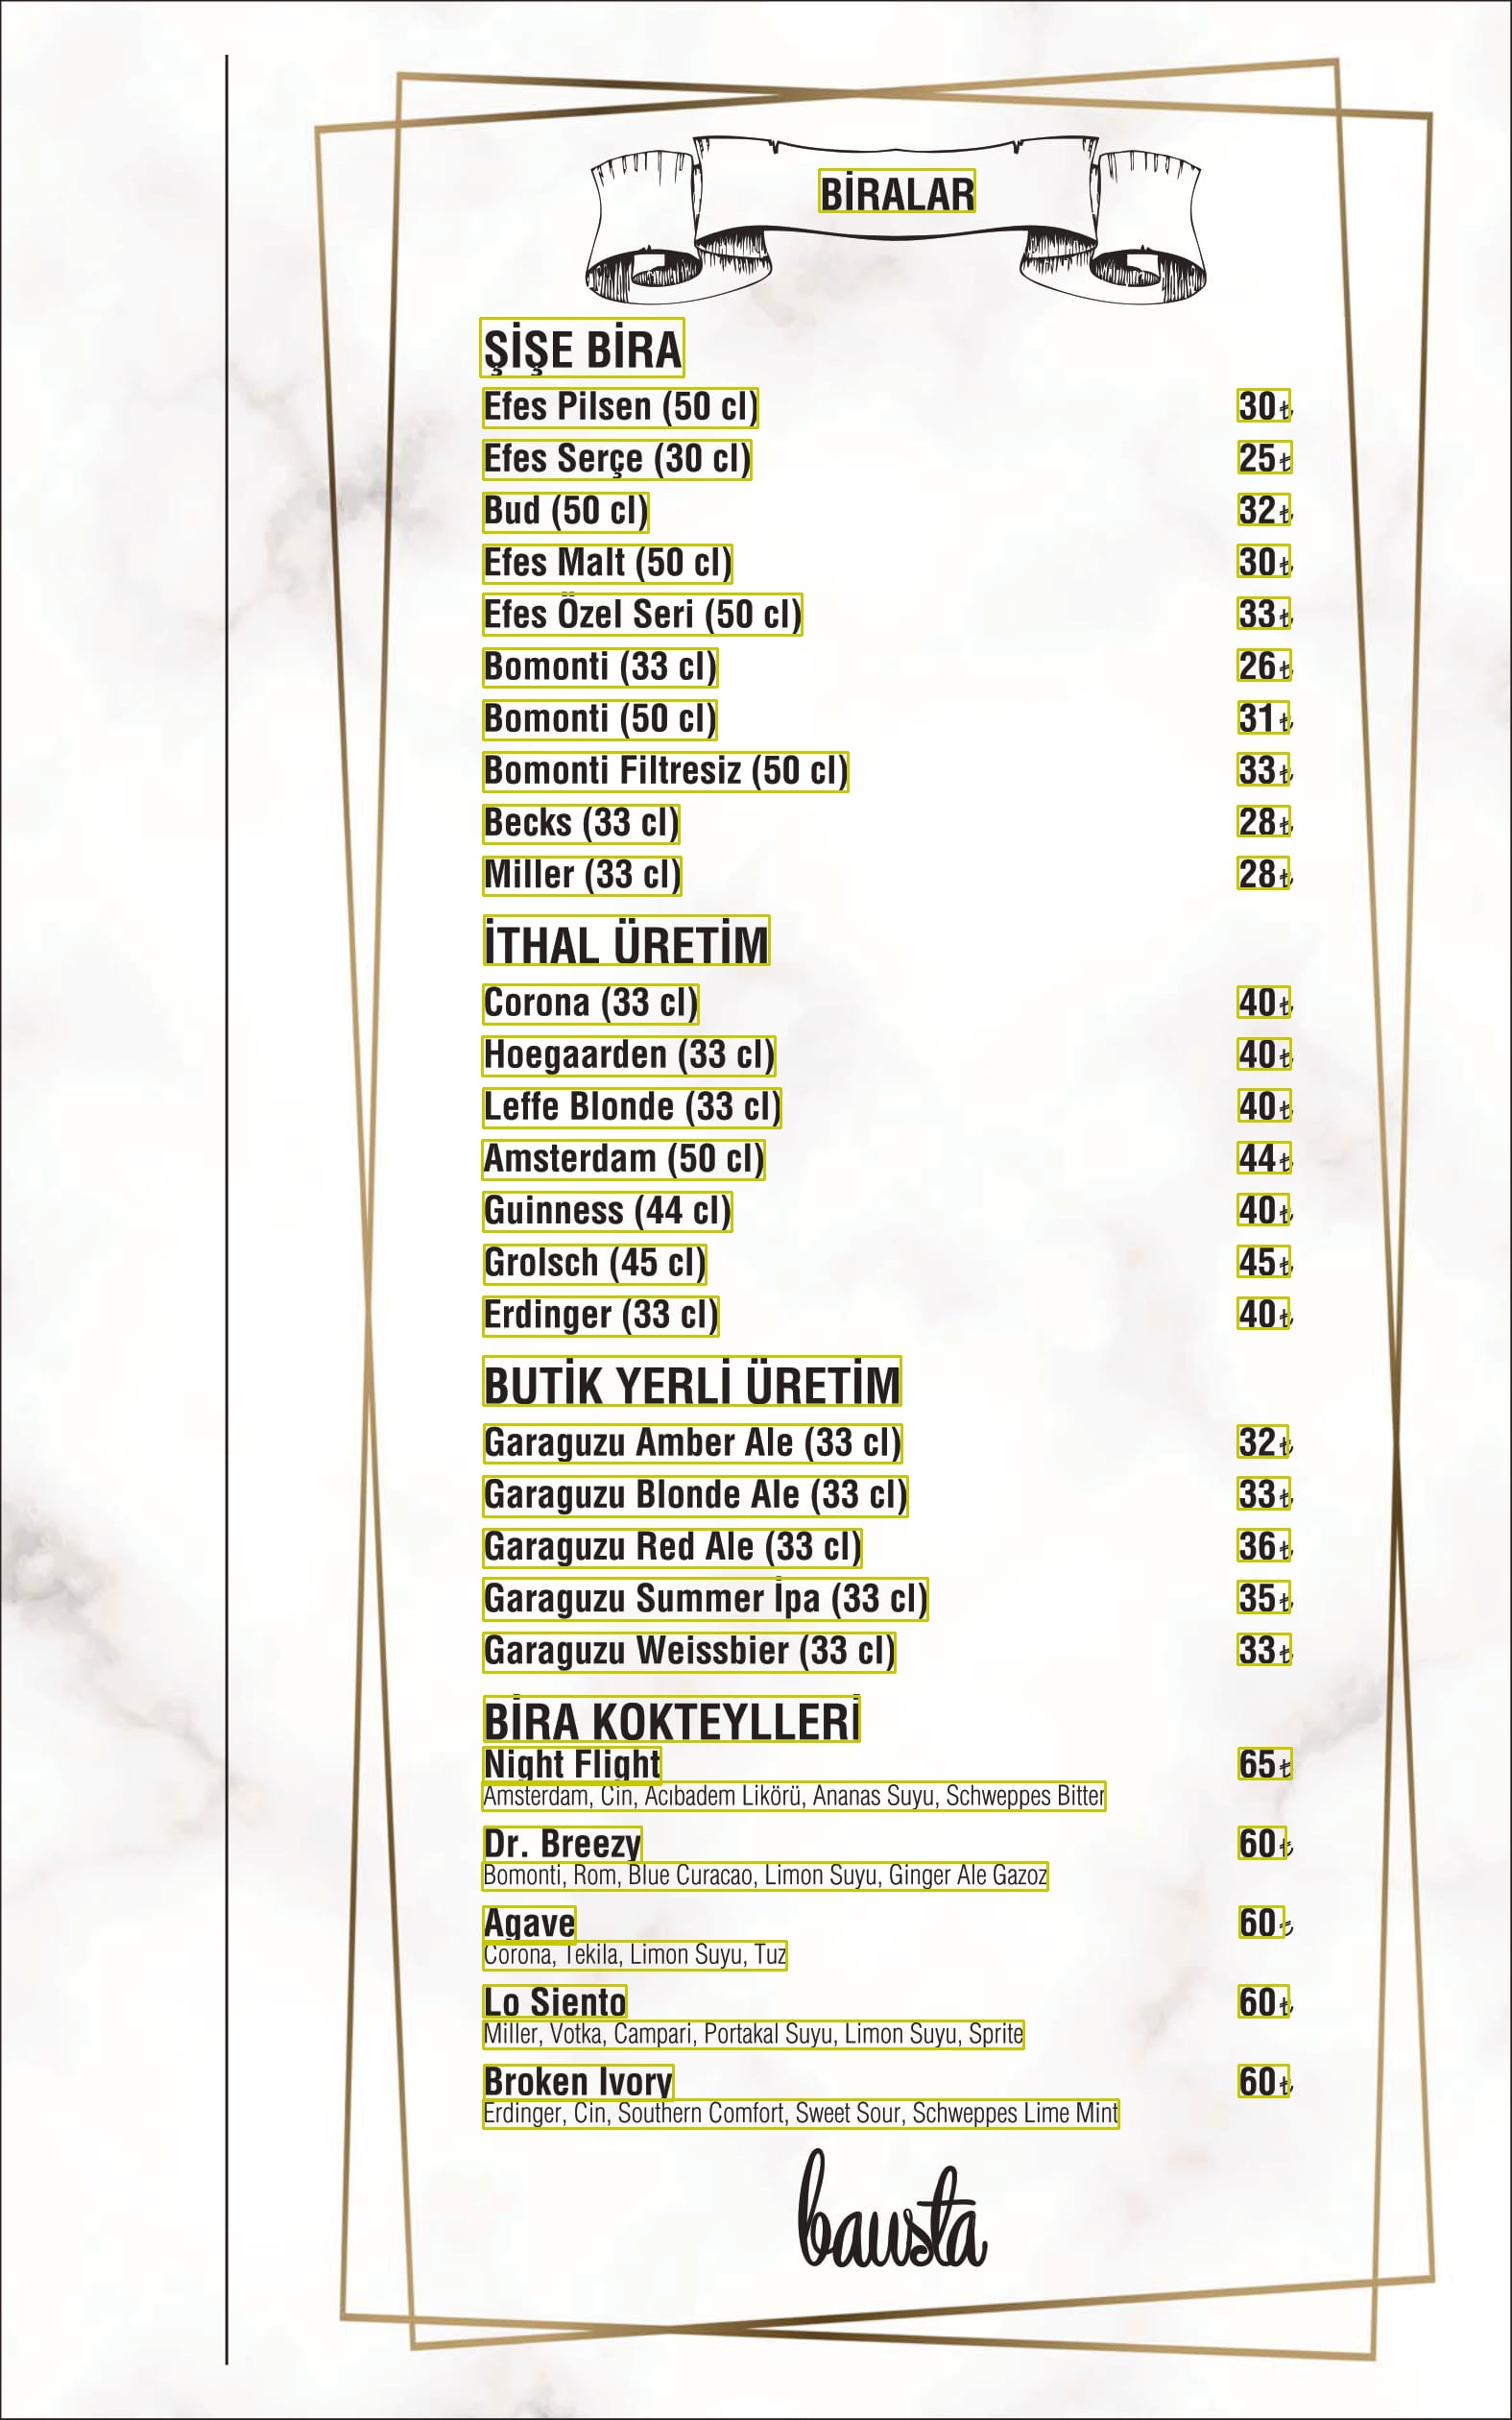 BİRALAR
ŞİŞE BİRA
Efes Pilsen (50 cl) 30₺
Efes Serçe (30 cl) 25₺
Bud (50 cl) 32₺
Efes Malt (50 cl) 30₺
Efes Özel Seri (50 cl) 33₺
Bomonti (33 cl) 26₺
Bomonti (50 cl) 31₺
Bomonti Filtresiz (50 cl) 33₺
Becks (33 cl) 28₺
Miller (33 cl) 28₺
İTHAL ÜRETİM
Corona (33 cl) 40₺
Hoegaarden (33 cl) 40₺
Leffe Blonde (33 cl) 40₺
Amsterdam (50 cl) 44₺
Guinness (44 cl) 40₺
Grolsch (45 cl) 45₺
Erdinger (33 cl) 40₺
BUTİK YERLİ ÜRETİM
Garaguzu Amber Ale (33 cl) 32₺
Garaguzu Blonde Ale (33 cl) 33₺
Garaguzu Red Ale (33 cl) 36₺
Garaguzu Summer İpa (33 cl) 35₺
Garaguzu Weissbier (33 cl) 33₺
BİRA KOKTEYLLERİ
Night Flight 65₺
Amsterdam, Cin, Acıbadem Likörü, Ananas Suyu, Schweppes Bitter
Dr. Breezy 60₺
Bomonti, Rom, Blue Curacao, Limon Suyu, Ginger Ale Gazoz
Agave 60₺
Corona, Tekila, Limon Suyu, Tuz
Lo Siento 60₺
Miller, Votka, Campari, Portakal Suyu, Limon Suyu, Sprite
Broken Ivory 60₺
Erdinger, Cin, Southern Comfort, Sweet Sour, Schweppes Lime Mint
bausta